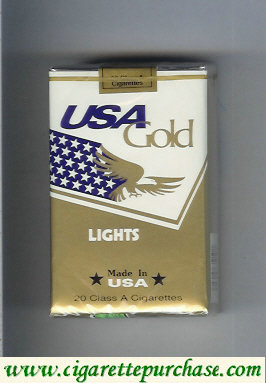 Cigarettes
USA
Gold
LIGHTS
Made In
USA
20 Class A Cigarettes
www.cigarettepurchase.com